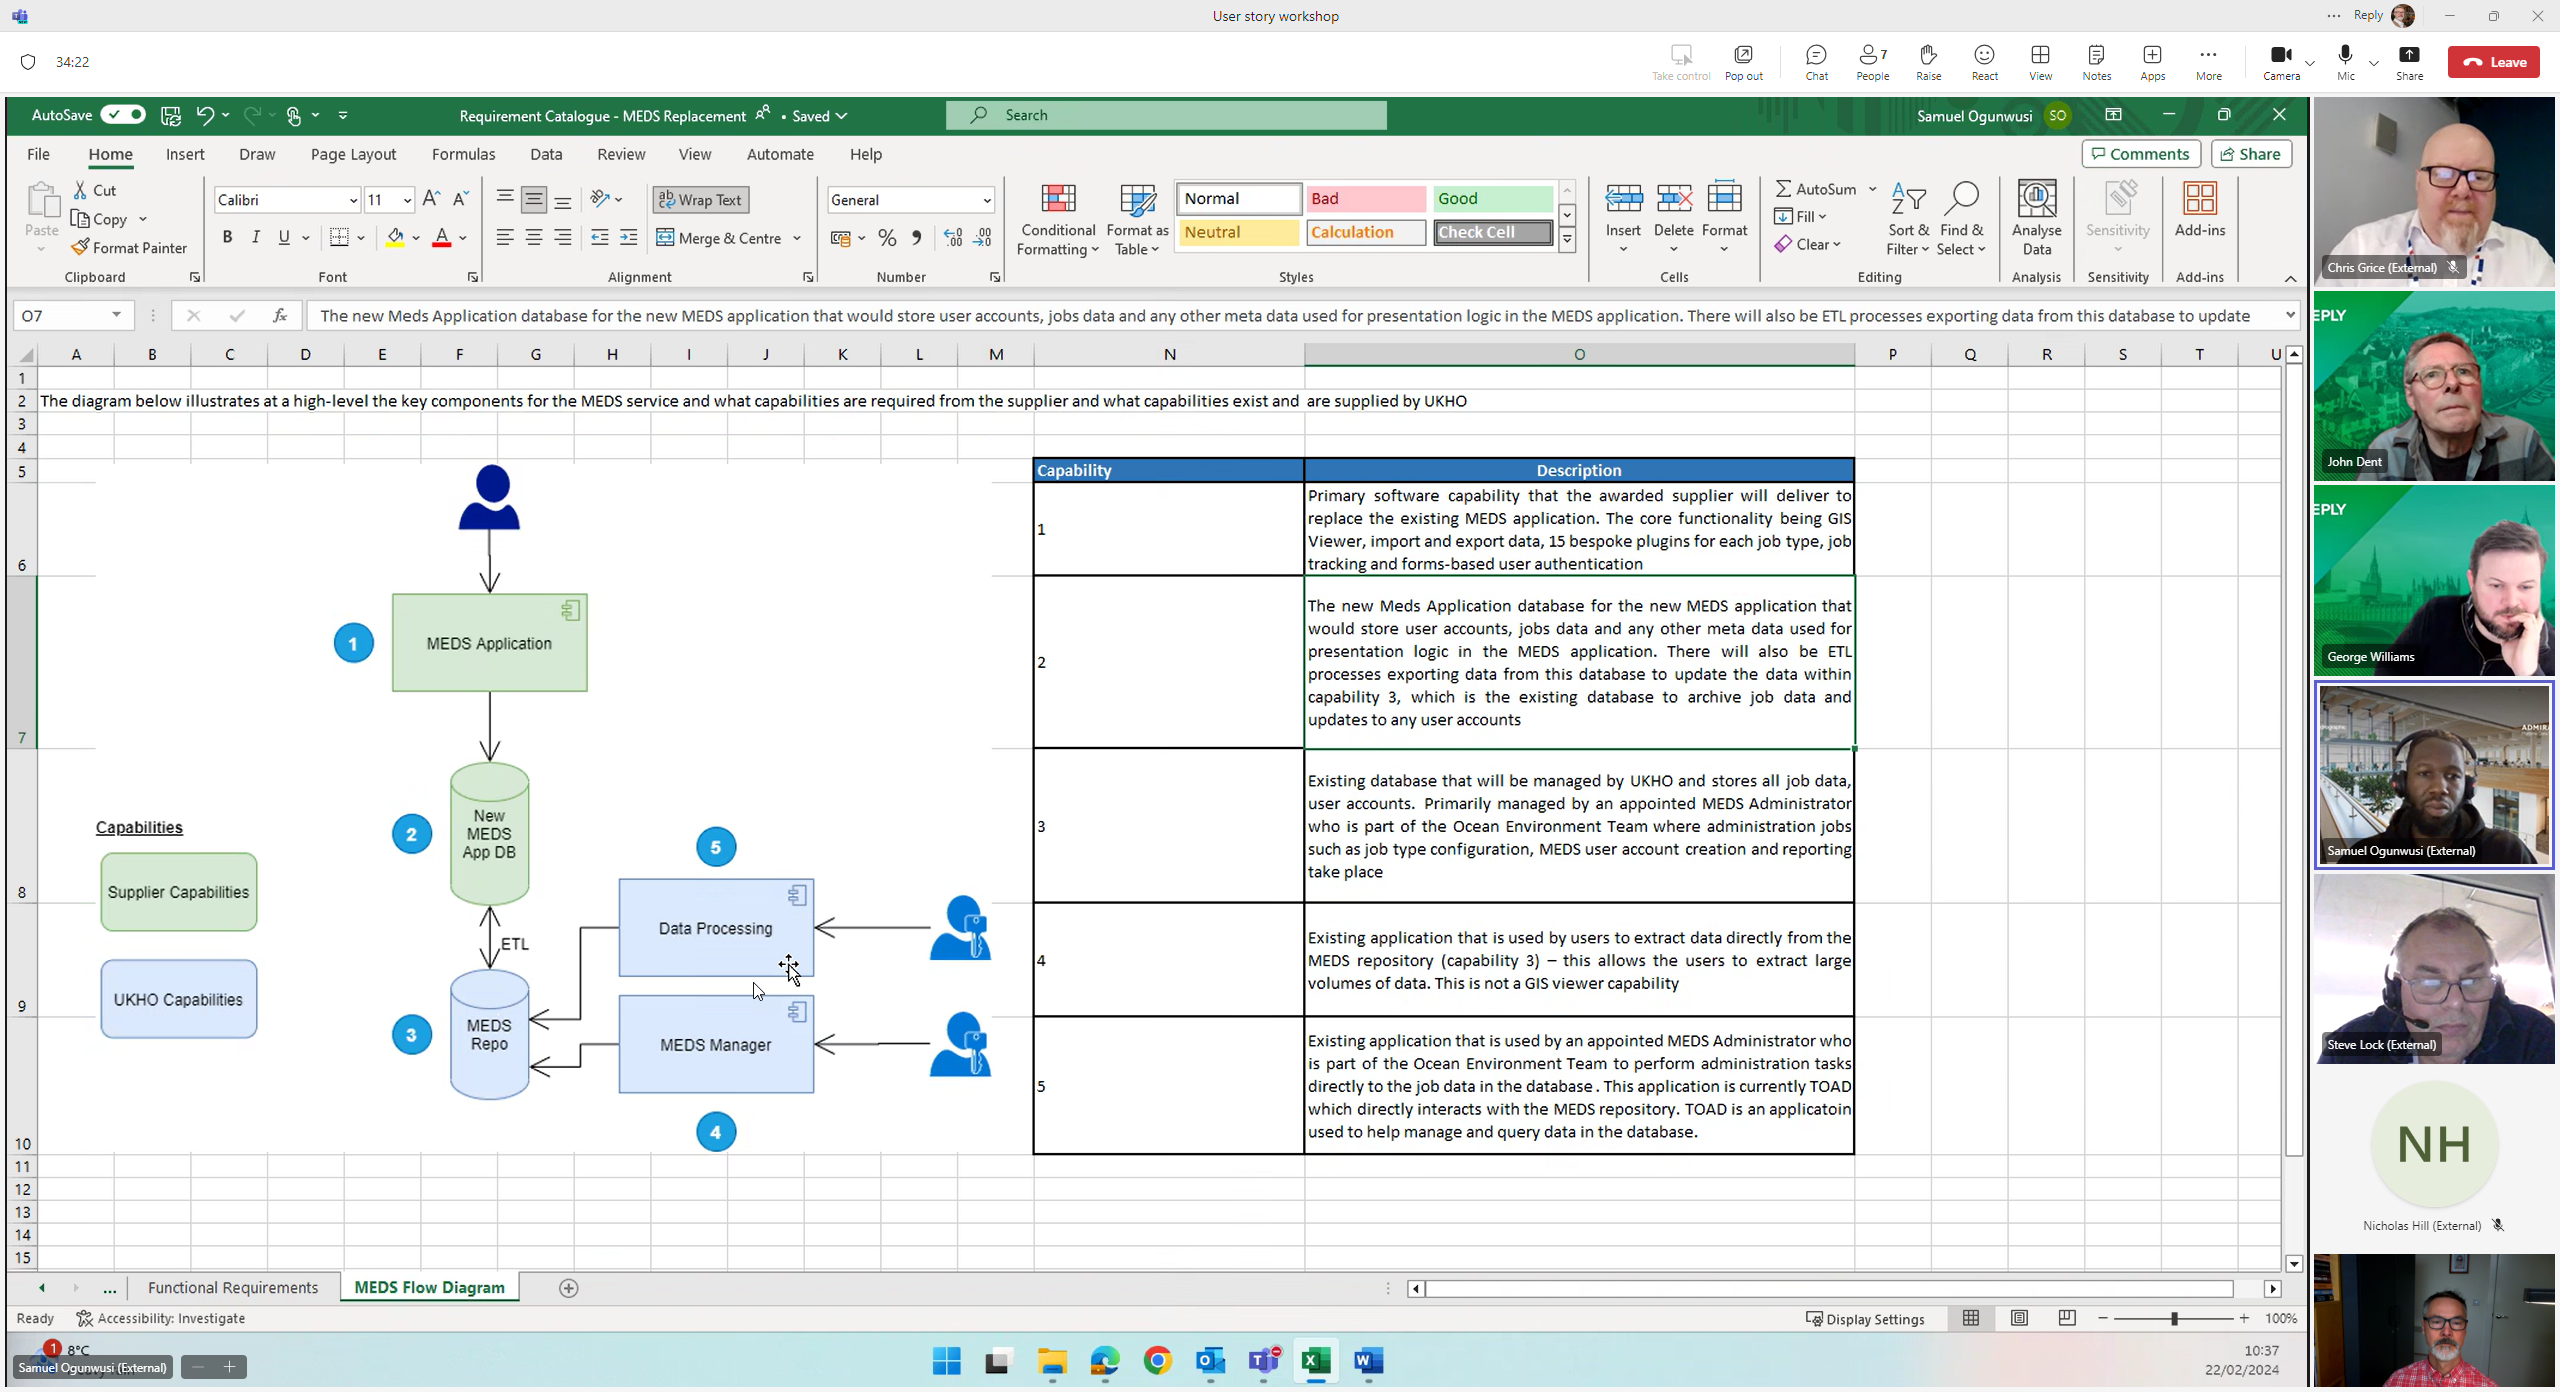 User story workshop
Reply
34:22
Take control
Pop out
Chat
People
7
Raise
React
View
Notes
Apps
More
Camera
Mic
Share
Leave
AutoSave
Requirement Catalogue - MEDS Replacement • Saved
Search
Samuel Ogunwusi
SO
File
Home
Insert
Draw
Page Layout
Formulas
Data
Review
View
Automate
Help
Comments
Share
Paste
Cut
Copy
Format Painter
Clipboard
Calibri
11
B I U
Font
Wrap Text
Merge & Centre
Alignment
General
Number
Conditional
Formatting
Format as
Table
Normal
Bad
Good
Neutral
Calculation
Check Cell
Styles
Insert
Delete
Format
Cells
AutoSum
Fill
Clear
Sort &
Filter
Find &
Select
Editing
Analyse
Data
Analysis
Sensitivity
Sensitivity
Add-ins
Add-ins
O7
fx
The new Meds Application database for the new MEDS application that would store user accounts, jobs data and any other meta data used for presentation logic in the MEDS application. There will also be ETL processes exporting data from this database to update
A B C D E F G H I J K L M N O P Q R S T U
1
2
The diagram below illustrates at a high-level the key components for the MEDS service and what capabilities are required from the supplier and what capabilities exist and are supplied by UKHO
3
4
5
6
7
8
9
10
11
12
13
14
15
1
MEDS Application
2
New
MEDS
App DB
ETL
3
MEDS
Repo
5
Data Processing
MEDS Manager
4
Capabilities
Supplier Capabilities
UKHO Capabilities
Capability
Description
1
Primary software capability that the awarded supplier will deliver to
replace the existing MEDS application. The core functionality being GIS
Viewer, import and export data, 15 bespoke plugins for each job type, job
tracking and forms-based user authentication
2
The new Meds Application database for the new MEDS application that
would store user accounts, jobs data and any other meta data used for
presentation logic in the MEDS application. There will also be ETL
processes exporting data from this database to update the data within
capability 3, which is the existing database to archive job data and
updates to any user accounts
3
Existing database that will be managed by UKHO and stores all job data,
user accounts. Primarily managed by an appointed MEDS Administrator
who is part of the Ocean Environment Team where administration jobs
such as job type configuration, MEDS user account creation and reporting
take place
4
Existing application that is used by users to extract data directly from the
MEDS repository (capability 3) – this allows the users to extract large
volumes of data. This is not a GIS viewer capability
5
Existing application that is used by an appointed MEDS Administrator who
is part of the Ocean Environment Team to perform administration tasks
directly to the job data in the database. This application is currently TOAD
which directly interacts with the MEDS repository. TOAD is an applicatoin
used to help manage and query data in the database.
... Functional Requirements
MEDS Flow Diagram
Ready
Accessibility: Investigate
Display Settings
100%
1
8°C
Samuel Ogunwusi (External)
10:37
22/02/2024
Chris Grice (External)
EPLY
John Dent
EPLY
George Williams
ADMIR
Samuel Ogunwusi (External)
Steve Lock (External)
NH
Nicholas Hill (External)